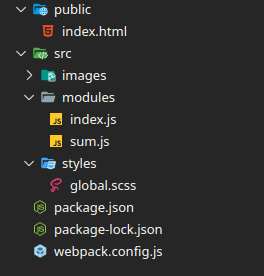 public
index.html
src
images
modules
index.js
sum.js
styles
global.scss
package.json
package-lock.json
webpack.config.js